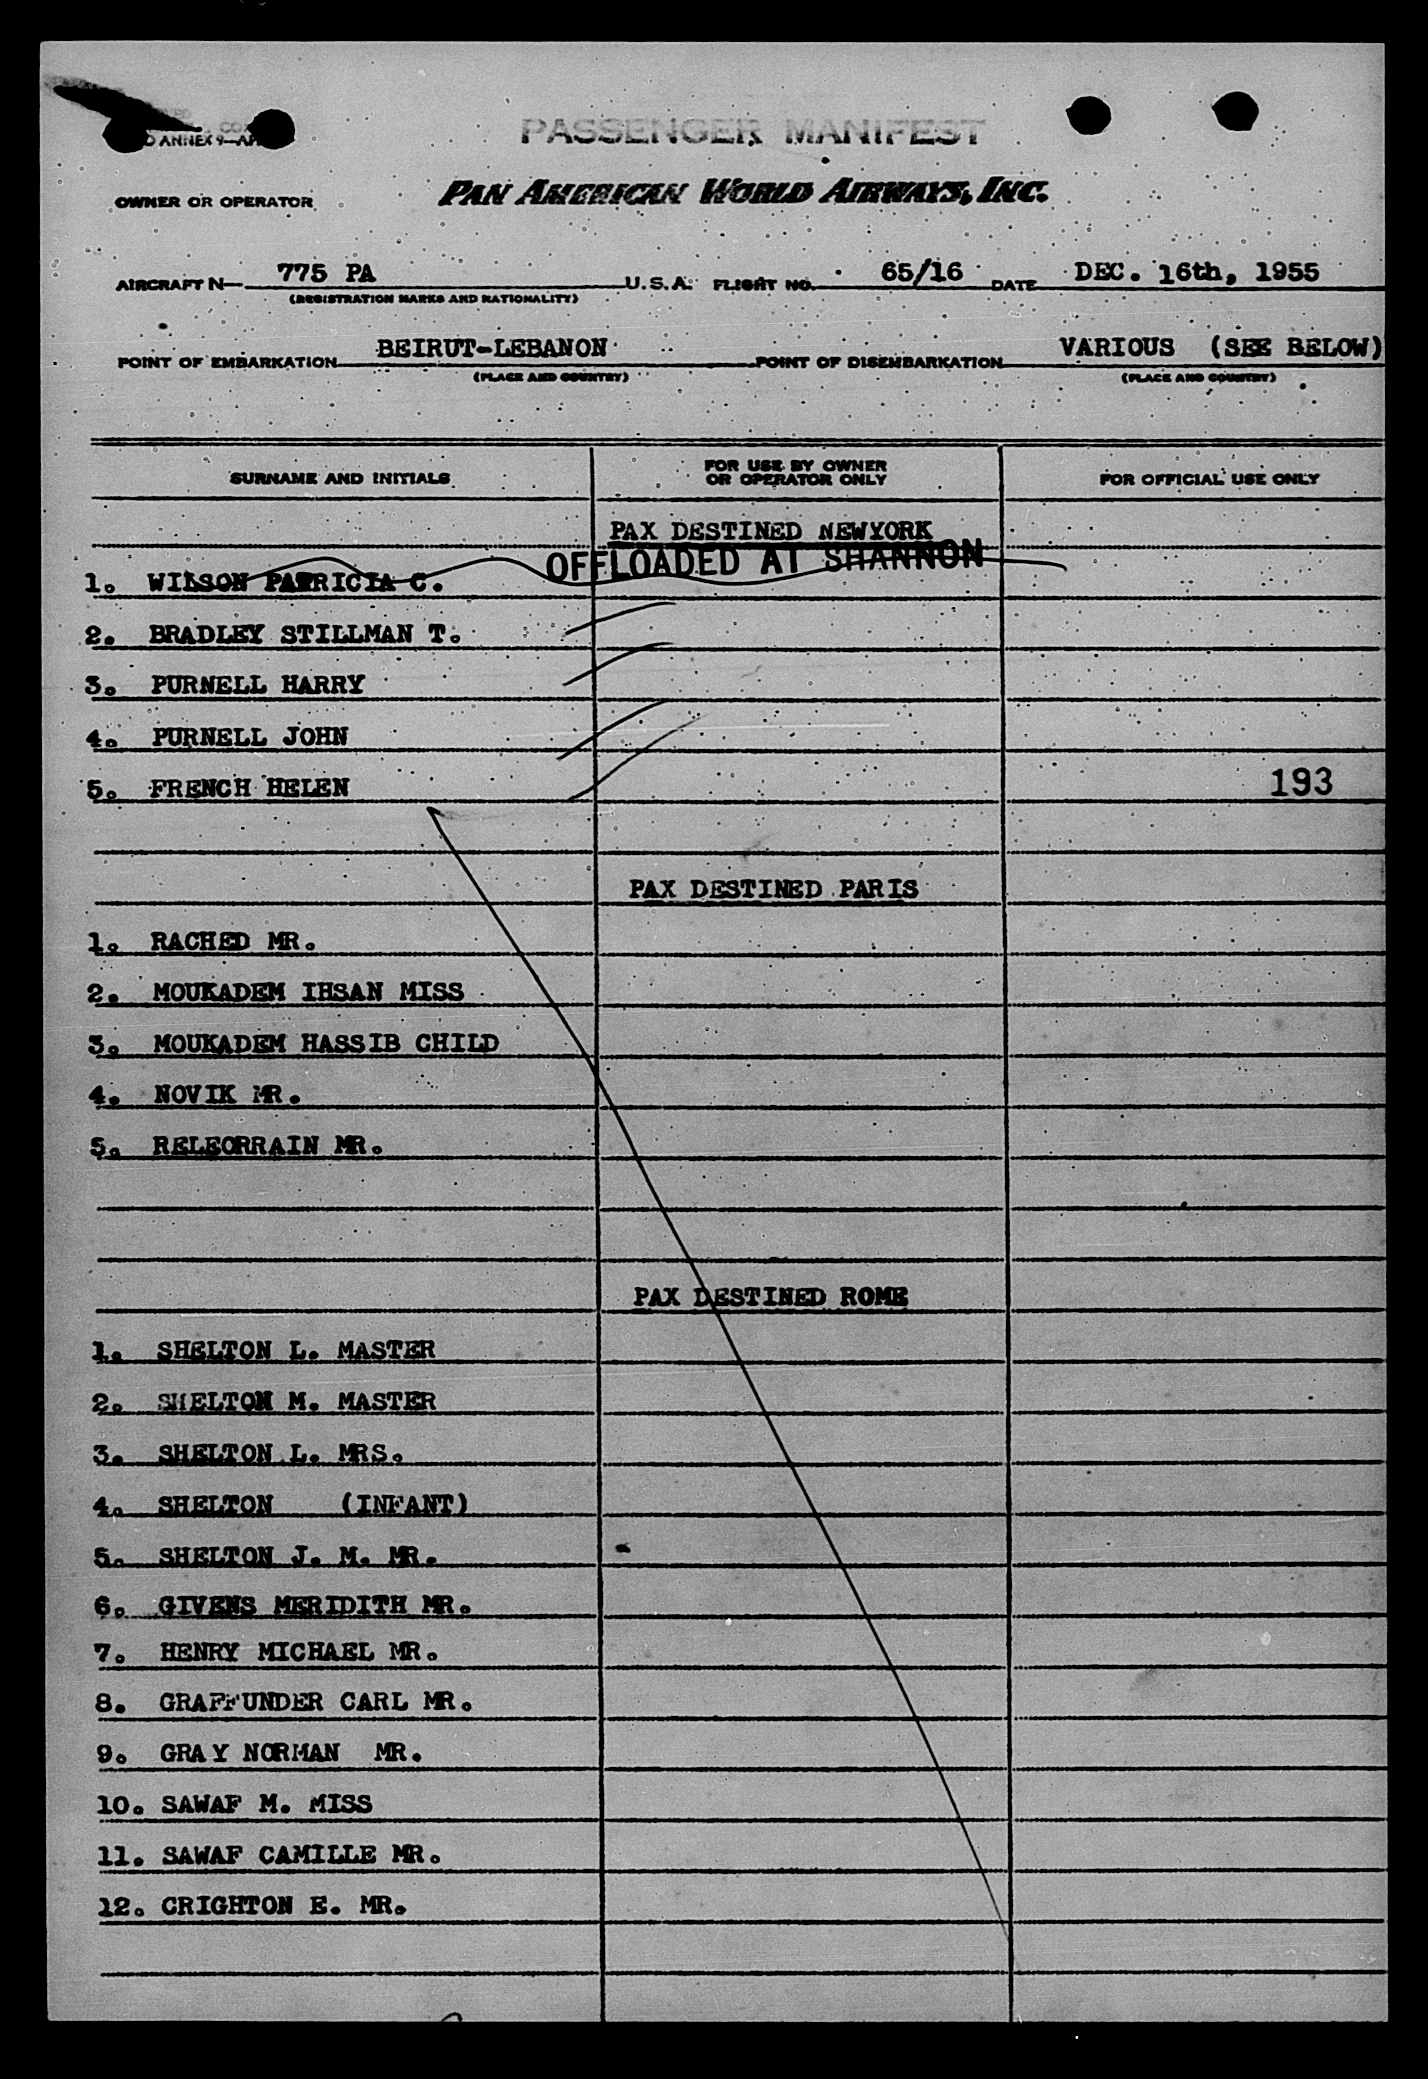 D ANNEX 9—AP
PASSENGER MANIFEST
OWNER OR OPERATOR PAN AMERICAN WORLD AIRWAYS, INC.
AIRCRAFT N— 775 PA U.S.A. FLIGHT NO. 65/16 DATE DEC. 16th, 1955
(REGISTRATION MARKS AND NATIONALITY)
POINT OF EMBARKATION BEIRUT-LEBANON POINT OF DISEMBARKATION VARIOUS (SEE BELOW)
(PLACE AND COUNTRY) (PLACE AND COUNTRY)
SURNAME AND INITIALS FOR USE BY OWNER OR OPERATOR ONLY FOR OFFICIAL USE ONLY
PAX DESTINED NEWYORK
OFFLOADED AT SHANNON
1. WILSON PATRICIA C.
2. BRADLEY STILLMAN T.
3. PURNELL HARRY
4. PURNELL JOHN
5. FRENCH HELEN 193
PAX DESTINED PARIS
1. RACHED MR.
2. MOUKADEM IHSAN MISS
3. MOUKADEM HASSIB CHILD
4. NOVIK MR.
5. RELEORRAIN MR.
PAX DESTINED ROME
1. SHELTON L. MASTER
2. SHELTON M. MASTER
3. SHELTON L. MRS.
4. SHELTON (INFANT)
5. SHELTON J. M. MR.
6. GIVENS MERIDITH MR.
7. HENRY MICHAEL MR.
8. GRAFFUNDER CARL MR.
9. GRAY NORMAN MR.
10. SAWAF M. MISS
11. SAWAF CAMILLE MR.
12. CRIGHTON E. MR.